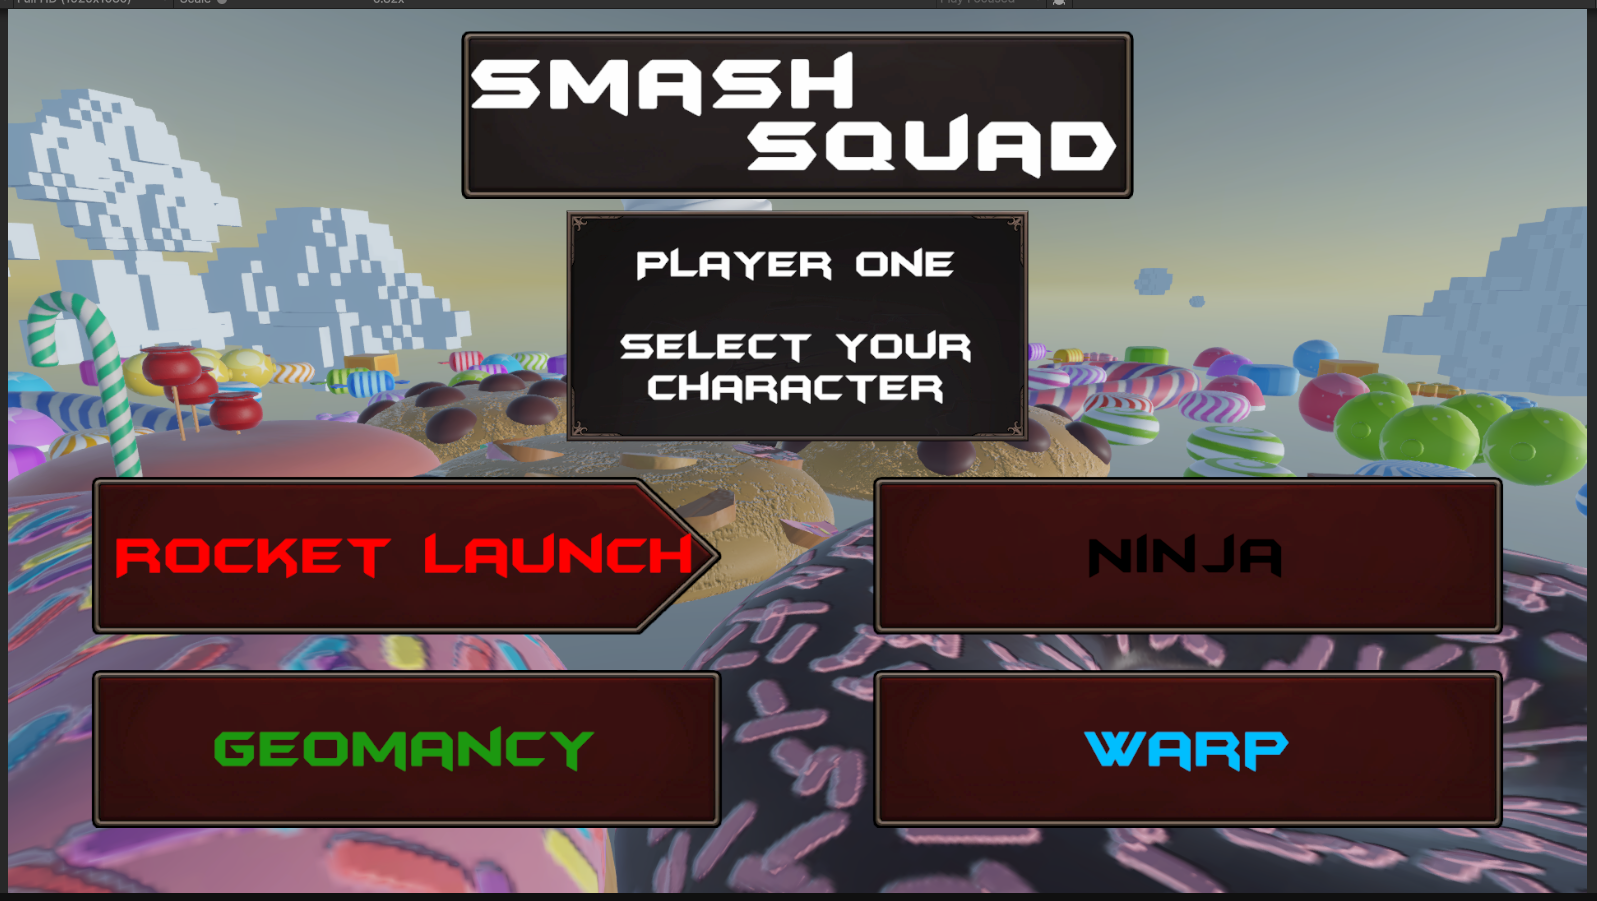 SMASH
SQUAD
PLAYER ONE
SELECT YOUR
CHARACTER
ROCKET LAUNCH
NINJA
GEOMANCY
WARP